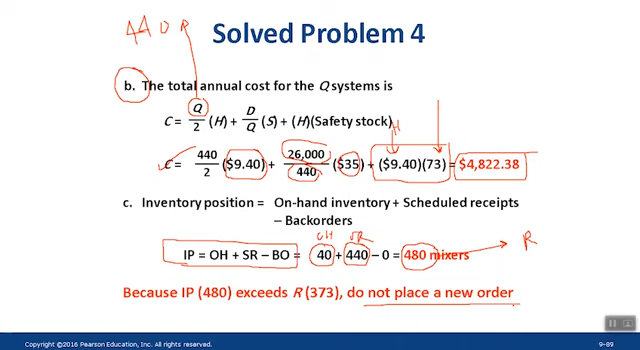 440 R
Solved Problem 4
b. The total annual cost for the Q systems is
C = Q/2 (H) + D/Q (S) + (H)(Safety stock)
H
C = 440/2 ($9.40) + 26,000/440 ($35) + ($9.40)(73) = $4,822.38
c. Inventory position = On-hand inventory + Scheduled receipts
– Backorders
OH SR
IP = OH + SR – BO = 40 + 440 – 0 = 480 mixers
R
Because IP (480) exceeds R (373), do not place a new order
Copyright ©2016 Pearson Education, Inc. All rights reserved.
9-89